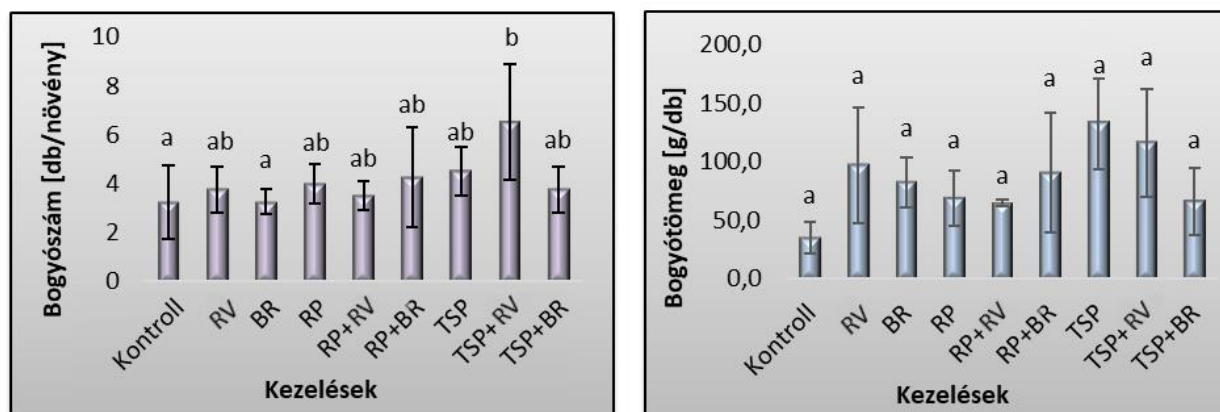 10
8
6
4
2
0
Bogyószám [db/növény]
a
ab
a
ab
ab
ab
ab
b
ab
Kontroll
RV
BR
RP
RP+RV
RP+BR
TSP
TSP+RV
TSP+BR
Kezelések
200,0
150,0
100,0
50,0
0,0
Bogyótömeg [g/db]
a
a
a
a
a
a
a
a
a
Kontroll
RV
BR
RP
RP+RV
RP+BR
TSP
TSP+RV
TSP+BR
Kezelések